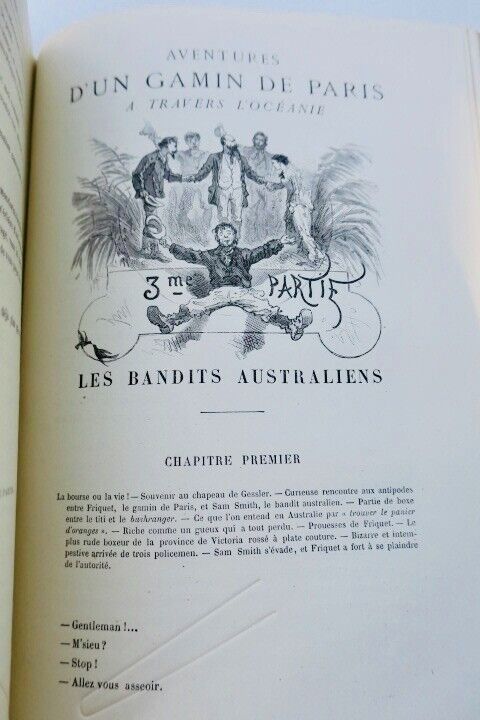 AVENTURES
D'UN GAMIN DE PARIS
A TRAVERS L'OCÉANIE
3me PARTIE
LES BANDITS AUSTRALIENS
CHAPITRE PREMIER
La bourse ou la vie ! — Souvenir au chapeau de Gessler. — Curieuse rencontre aux antipodes
entre Friquet, le gamin de Paris, et Sam Smith, le bandit australien. — Partie de boxe
entre le titi et le bushranger. — Ce que l'on entend en Australie par « trouver le panier
d'oranges ». — Riche comme un gueux qui a tout perdu. — Prouesses de Friquet. — Le
plus rude boxeur de la province de Victoria rossé à plate couture. — Bizarre et intem-
pestive arrivée de trois policemen. — Sam Smith s'évade, et Friquet a fort à se plaindre
de l'autorité.
— Gentleman !...
— M'sieu ?
— Stop !
— Allez vous asseoir.